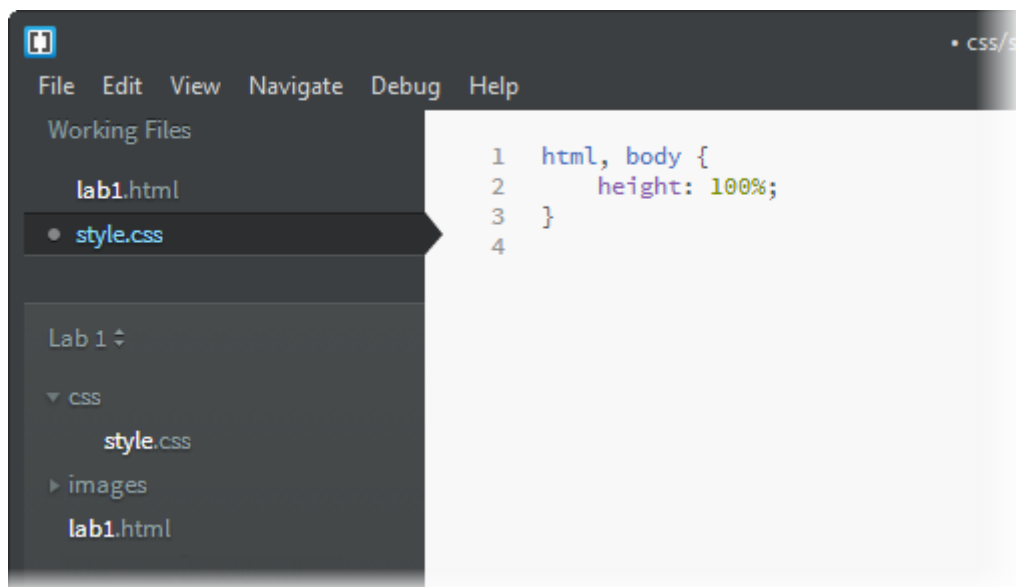 • css/s
File Edit View Navigate Debug Help
Working Files
lab1.html
style.css
Lab 1
css
style.css
images
lab1.html
1 html, body {
2     height: 100%;
3 }
4